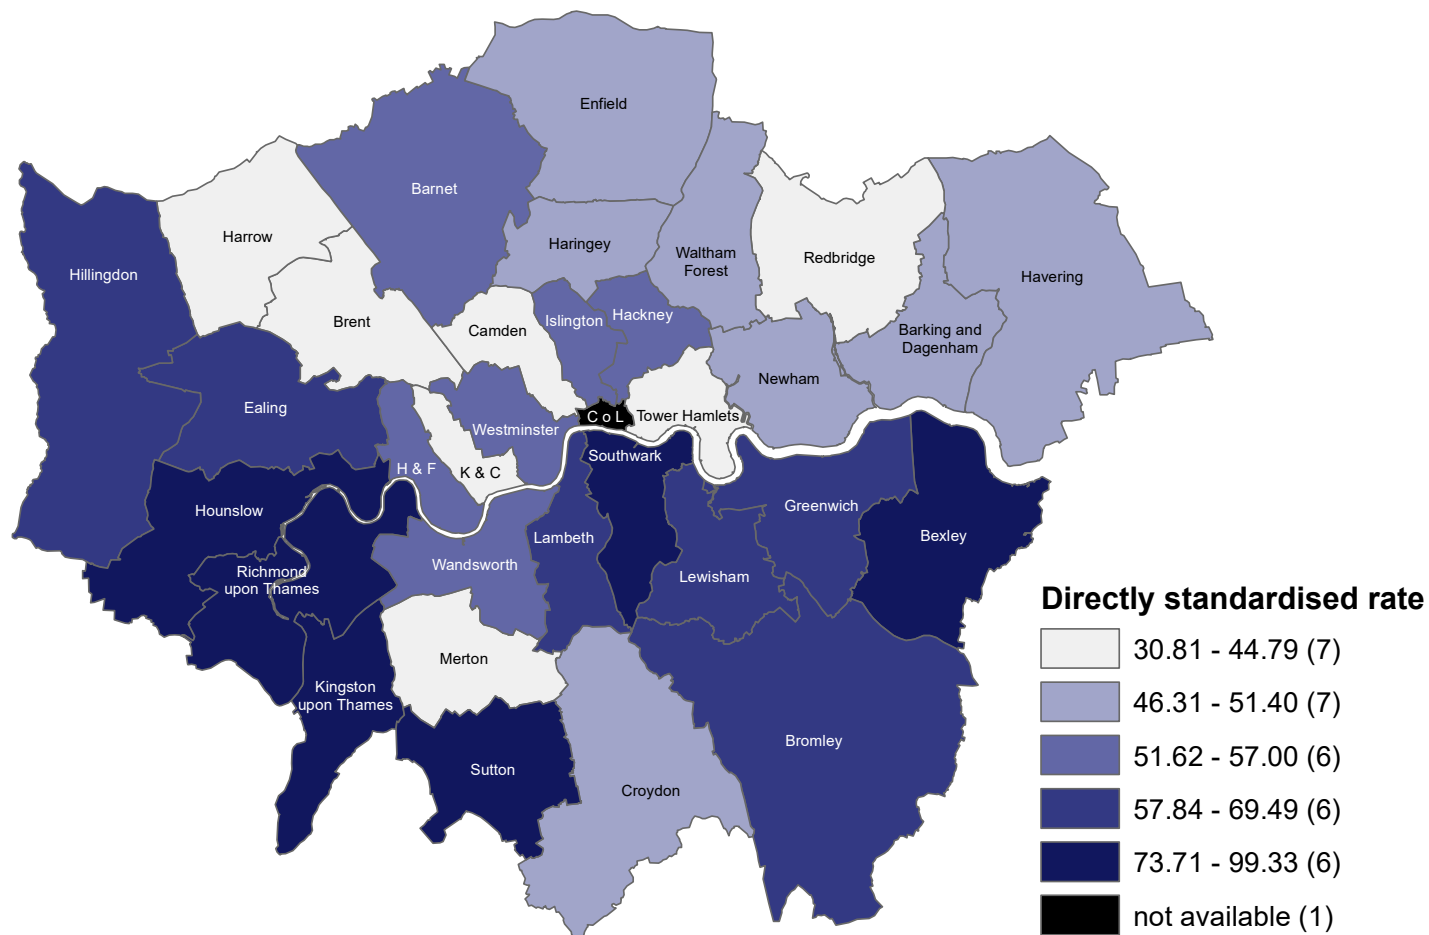 Enfield
Barnet
Harrow
Haringey
Waltham
Forest
Redbridge
Havering
Hillingdon
Brent
Camden
Islington
Hackney
Barking and
Dagenham
Newham
Ealing
Westminster
C o L
Tower Hamlets
H & F
K & C
Southwark
Hounslow
Greenwich
Bexley
Lambeth
Richmond
upon Thames
Wandsworth
Lewisham
Merton
Kingston
upon Thames
Sutton
Croydon
Bromley
Directly standardised rate
30.81 - 44.79 (7)
46.31 - 51.40 (7)
51.62 - 57.00 (6)
57.84 - 69.49 (6)
73.71 - 99.33 (6)
not available (1)